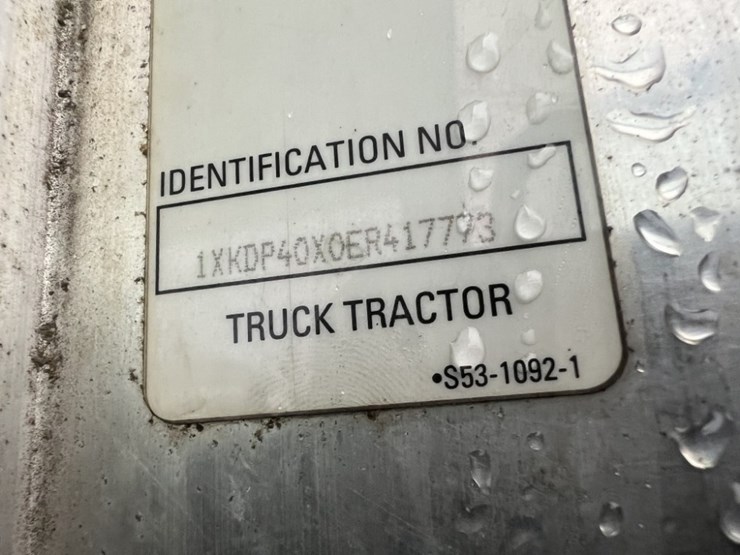 IDENTIFICATION NO.
1XKDP40X0ER417793
TRUCK TRACTOR
•S53-1092-1